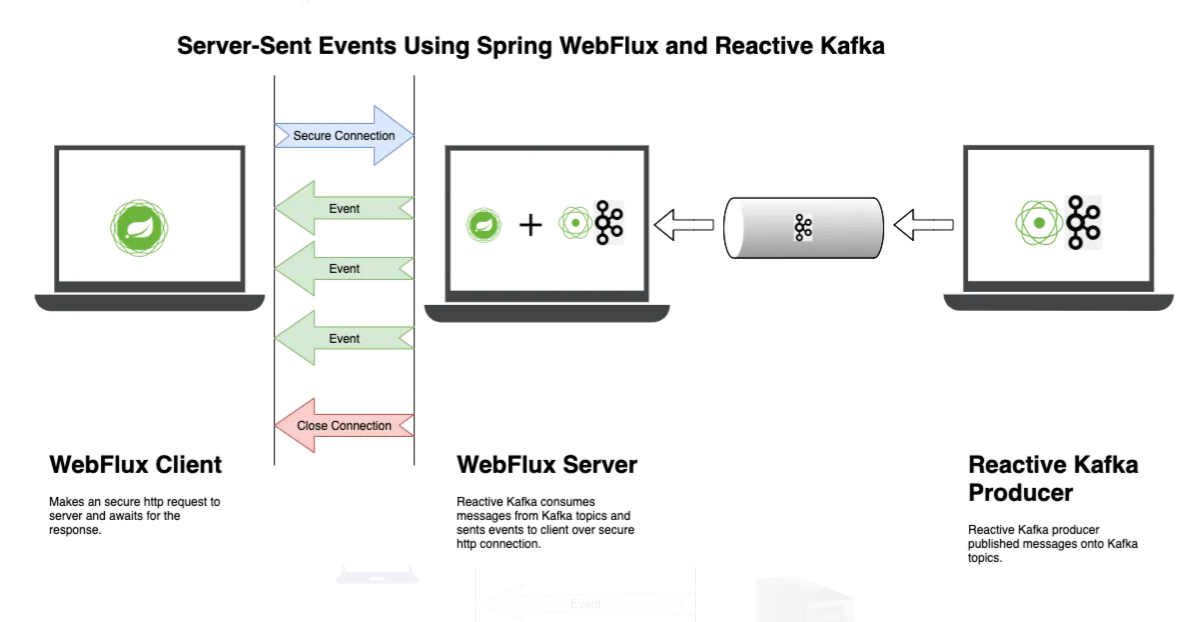 Server-Sent Events Using Spring WebFlux and Reactive Kafka
Secure Connection
Event
Event
Event
Close Connection
WebFlux Client
Makes an secure http request to
server and awaits for the
response.
WebFlux Server
Reactive Kafka consumes
messages from Kafka topics and
sents events to client over secure
http connection.
Reactive Kafka
Producer
Reactive Kafka producer
published messages onto Kafka
topics.
Event